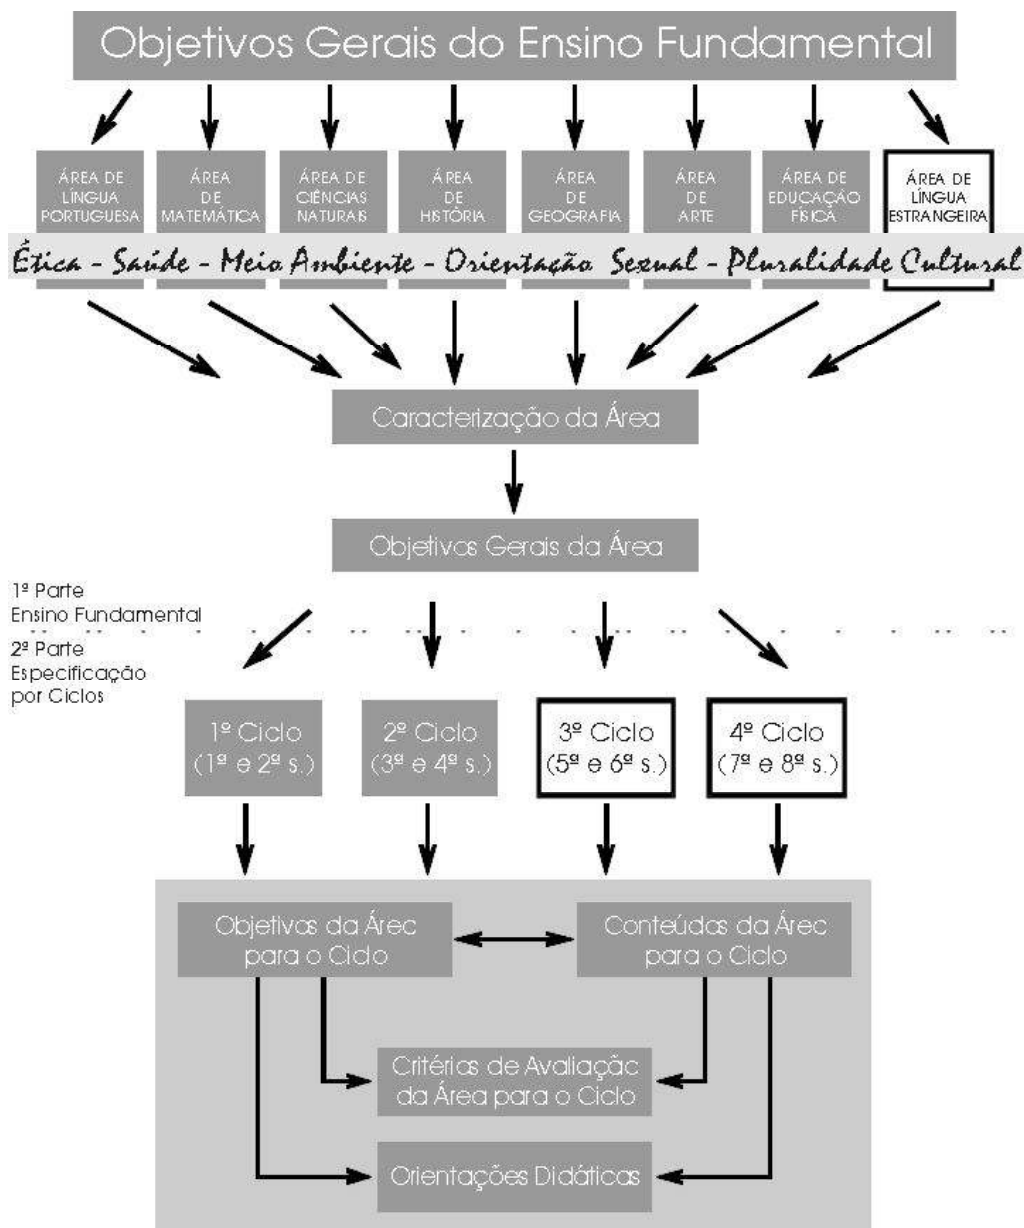 Objetivos Gerais do Ensino Fundamental
ÁREA DE
LÍNGUA
PORTUGUESA
ÁREA
DE
MATEMÁTICA
ÁREA DE
CIÊNCIAS
NATURAIS
ÁREA
DE
HISTÓRIA
ÁREA
DE
GEOGRAFIA
ÁREA
DE
ARTE
ÁREA DE
EDUCAÇÃO
FÍSICA
ÁREA DE
LÍNGUA
ESTRANGEIRA
Ética - Saúde - Meio Ambiente - Orientação Sexual - Pluralidade Cultural
Caracterização da Área
Objetivos Gerais da Área
1ª Parte
Ensino Fundamental
2ª Parte
Especificação
por Ciclos
1º Ciclo
(1ª e 2ª s.)
2º Ciclo
(3ª e 4ª s.)
3º Ciclo
(5ª e 6ª s.)
4º Ciclo
(7ª e 8ª s.)
Objetivos da Área
para o Ciclo
Conteúdos da Área
para o Ciclo
Critérios de Avaliação
da Área para o Ciclo
Orientações Didáticas